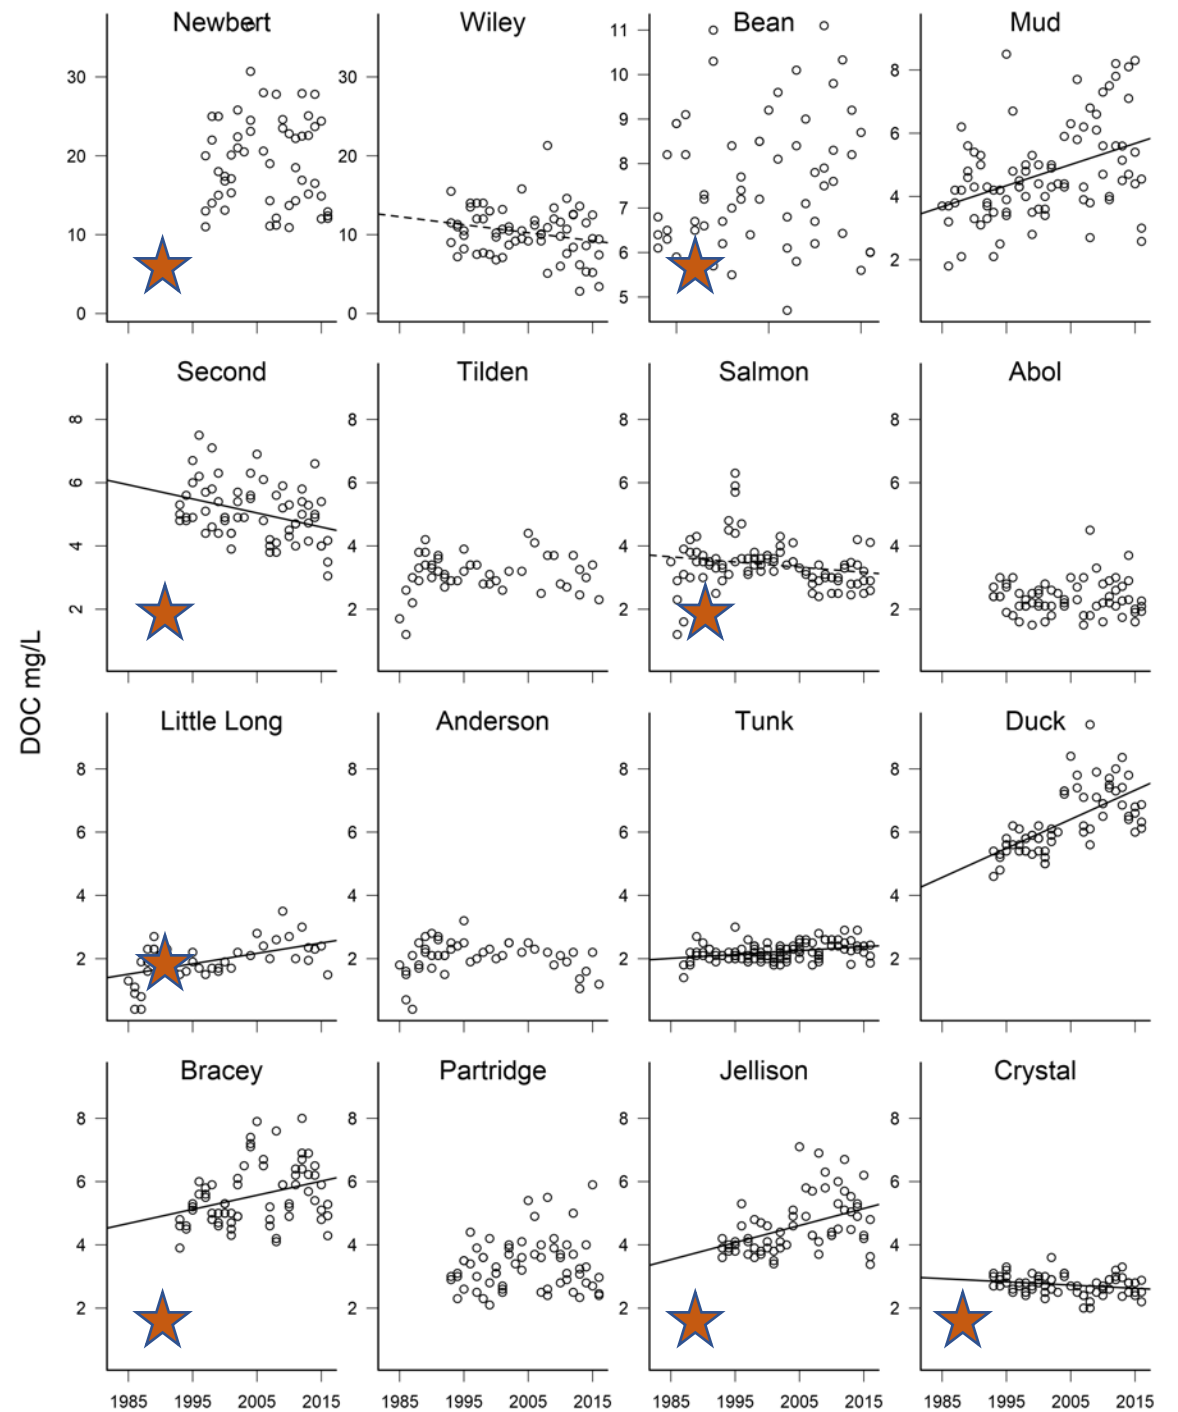 Newbert Wiley Bean Mud
30 20 10 0
30 20 10 0
11 10 9 8 7 6 5
8 6 4 2
Second Tilden Salmon Abol
8 6 4 2
8 6 4 2
8 6 4 2
8 6 4 2
DOC mg/L
Little Long Anderson Tunk Duck
8 6 4 2
8 6 4 2
8 6 4 2
8 6 4 2
Bracey Partridge Jellison Crystal
8 6 4 2
8 6 4 2
8 6 4 2
8 6 4 2
1985 1995 2005 2015 1985 1995 2005 2015 1985 1995 2005 2015 1985 1995 2005 2015